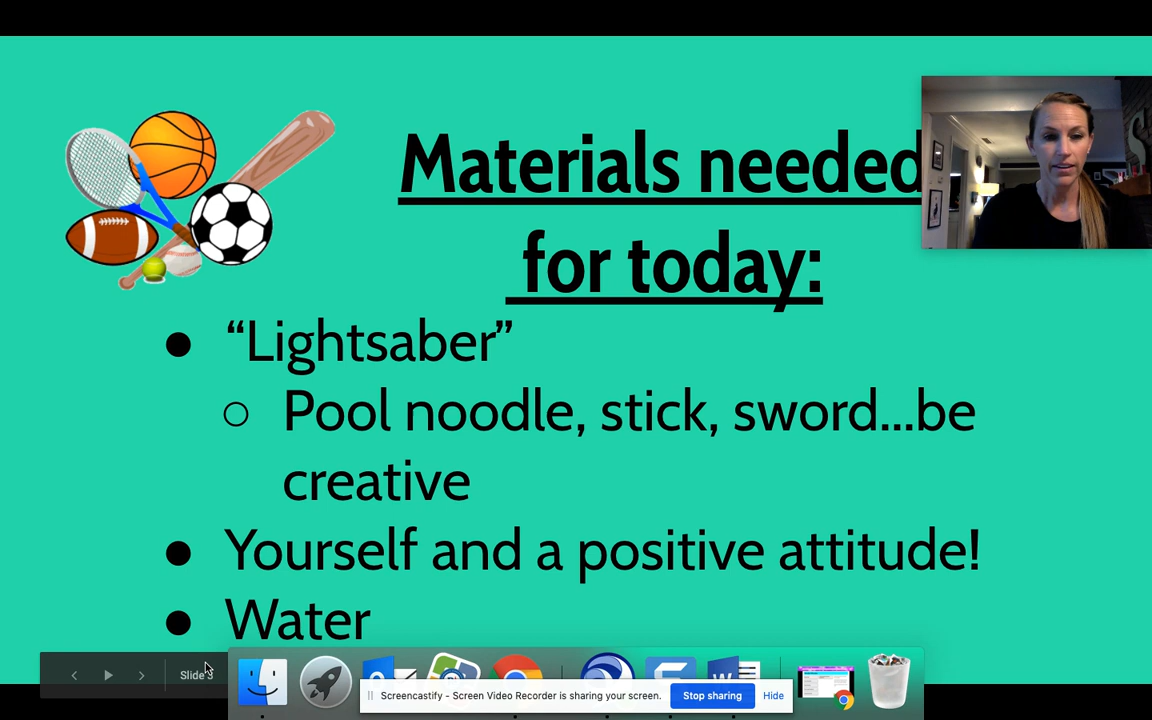 Materials needed
for today:
● “Lightsaber”
○ Pool noodle, stick, sword...be
creative
● Yourself and a positive attitude!
● Water
Slide 3
Screencastify - Screen Video Recorder is sharing your screen.
Stop sharing
Hide